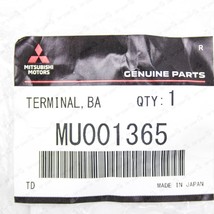 R
MITSUBISHI
MOTORS
GENUINE PARTS
TERMINAL, BA QTY: 1
MU001365
TD MADE IN JAPAN